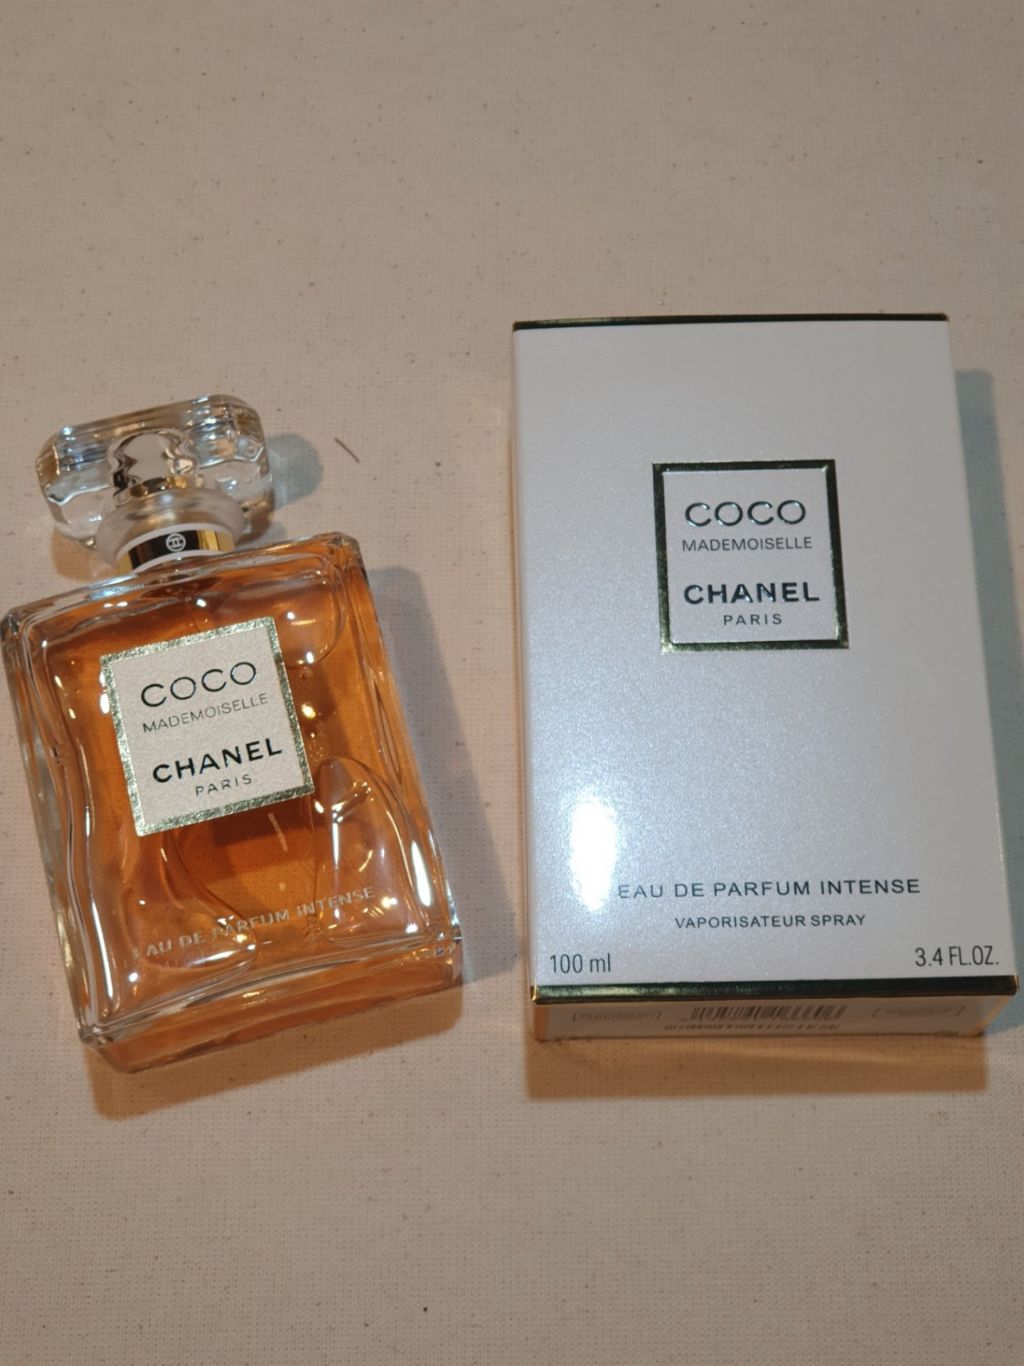 COCO
MADEMOISELLE
CHANEL
PARIS
EAU DE PARFUM INTENSE
COCO
MADEMOISELLE
CHANEL
PARIS
EAU DE PARFUM INTENSE
VAPORISATEUR SPRAY
100 ml
3.4 FL.OZ.